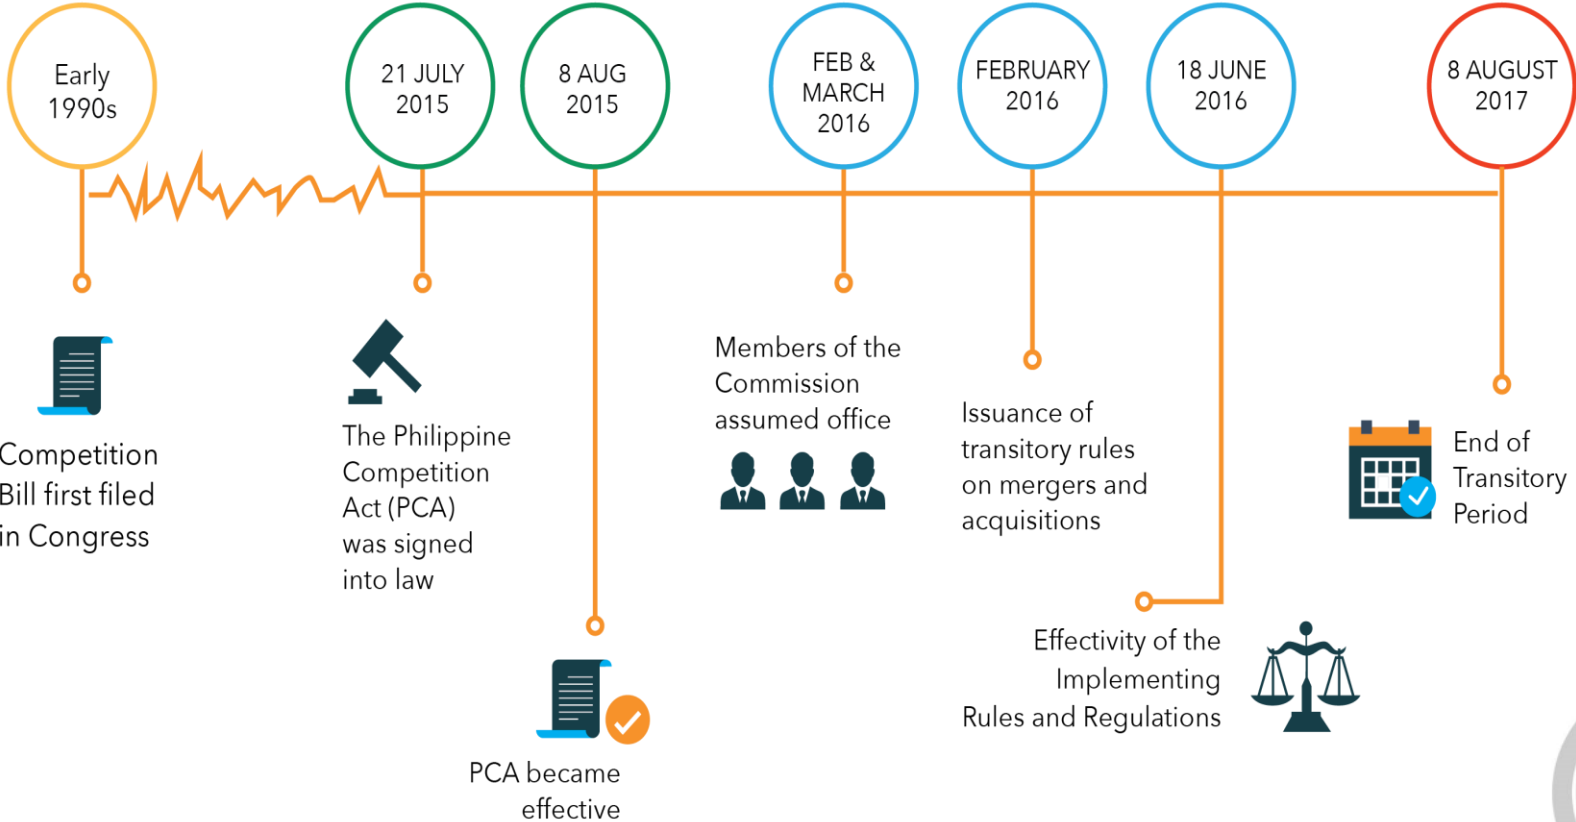 Early
1990s
21 JULY
2015
8 AUG
2015
FEB &
MARCH
2016
FEBRUARY
2016
18 JUNE
2016
8 AUGUST
2017
Competition
Bill first filed
in Congress
The Philippine
Competition
Act (PCA)
was signed
into law
PCA became
effective
Members of the
Commission
assumed office
Issuance of
transitory rules
on mergers and
acquisitions
Effectivity of the
Implementing
Rules and Regulations
End of
Transitory
Period